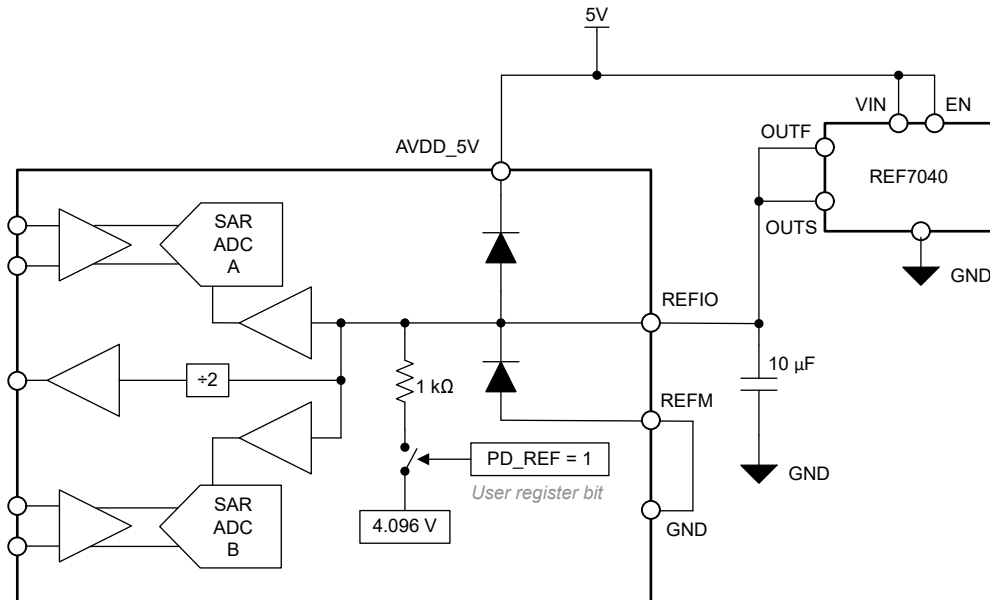 5V
VIN
EN
OUTF
REF7040
OUTS
GND
AVDD_5V
SAR
ADC
A
REFIO
10 µF
÷2
1 kΩ
REFM
PD_REF = 1
User register bit
GND
SAR
ADC
B
4.096 V
GND